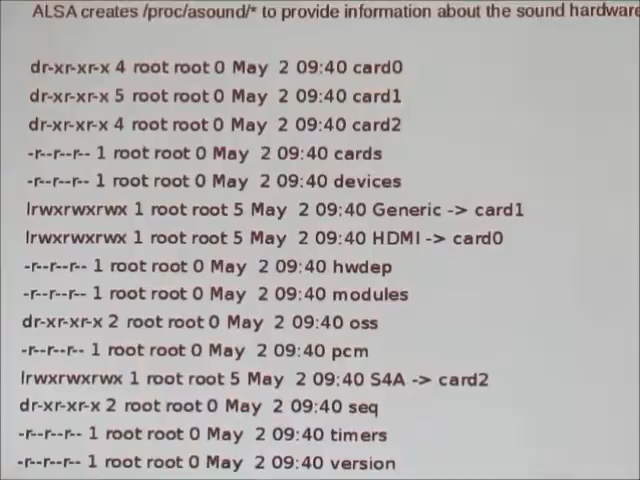 ALSA creates /proc/asound/* to provide information about the sound hardware
dr-xr-xr-x 4 root root 0 May  2 09:40 card0
dr-xr-xr-x 5 root root 0 May  2 09:40 card1
dr-xr-xr-x 4 root root 0 May  2 09:40 card2
-r--r--r-- 1 root root 0 May  2 09:40 cards
-r--r--r-- 1 root root 0 May  2 09:40 devices
lrwxrwxrwx 1 root root 5 May  2 09:40 Generic -> card1
lrwxrwxrwx 1 root root 5 May  2 09:40 HDMI -> card0
-r--r--r-- 1 root root 0 May  2 09:40 hwdep
-r--r--r-- 1 root root 0 May  2 09:40 modules
dr-xr-xr-x 2 root root 0 May  2 09:40 oss
-r--r--r-- 1 root root 0 May  2 09:40 pcm
lrwxrwxrwx 1 root root 5 May  2 09:40 S4A -> card2
dr-xr-xr-x 2 root root 0 May  2 09:40 seq
-r--r--r-- 1 root root 0 May  2 09:40 timers
-r--r--r-- 1 root root 0 May  2 09:40 version